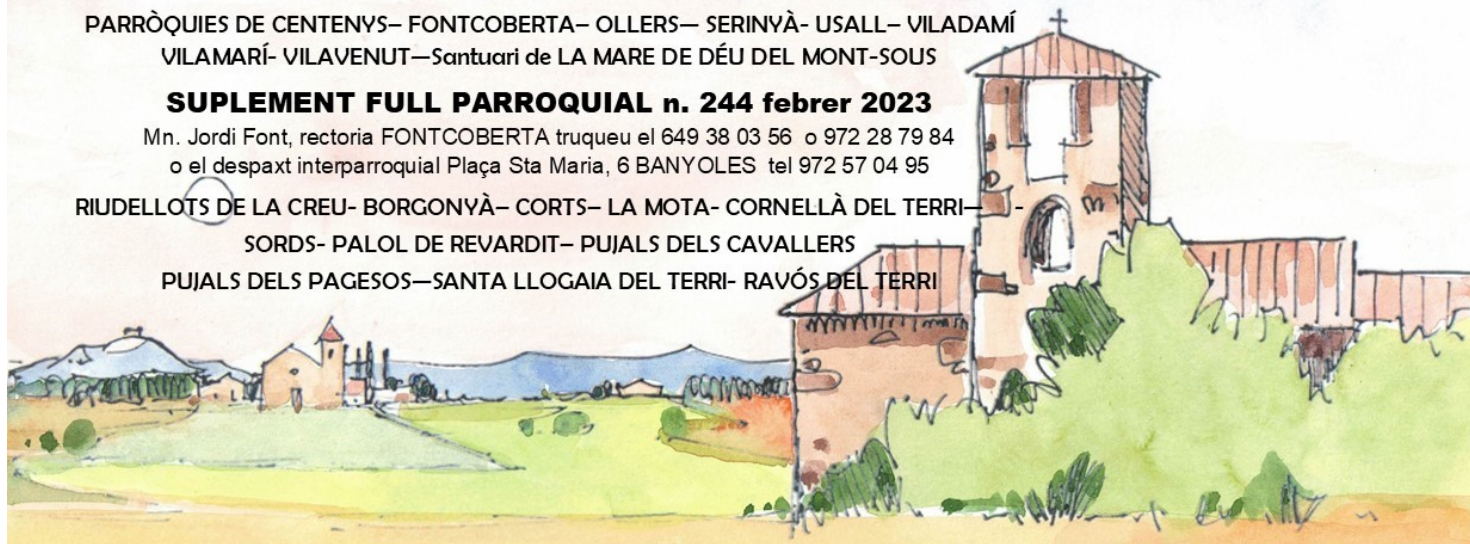 PARRÒQUIES DE CENTENYS– FONTCOBERTA– OLLERS— SERINYÀ- USALL– VILADAMÍ
VILAMARÍ- VILAVENUT—Santuari de LA MARE DE DÉU DEL MONT-SOUS
SUPLEMENT FULL PARROQUIAL n. 244 febrer 2023
Mn. Jordi Font, rectoria FONTCOBERTA truqueu el 649 38 03 56 o 972 28 79 84
o el despaxt interparroquial Plaça Sta Maria, 6 BANYOLES tel 972 57 04 95
RIUDELLOTS DE LA CREU- BORGONYÀ– CORTS– LA MOTA- CORNELLÀ DEL TERRI— -
SORDS- PALOL DE REVARDIT– PUJALS DELS CAVALLERS
PUJALS DELS PAGESOS—SANTA LLOGAIA DEL TERRI- RAVÓS DEL TERRI